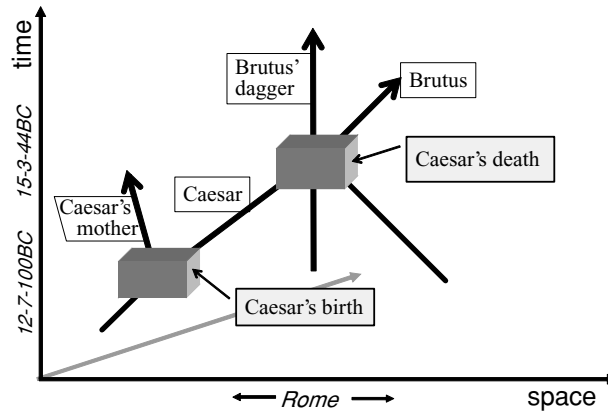 time
15-3-44BC
12-7-100BC
Brutus’
dagger
Brutus
Caesar’s death
Caesar
Caesar’s
mother
Caesar’s birth
Rome
space